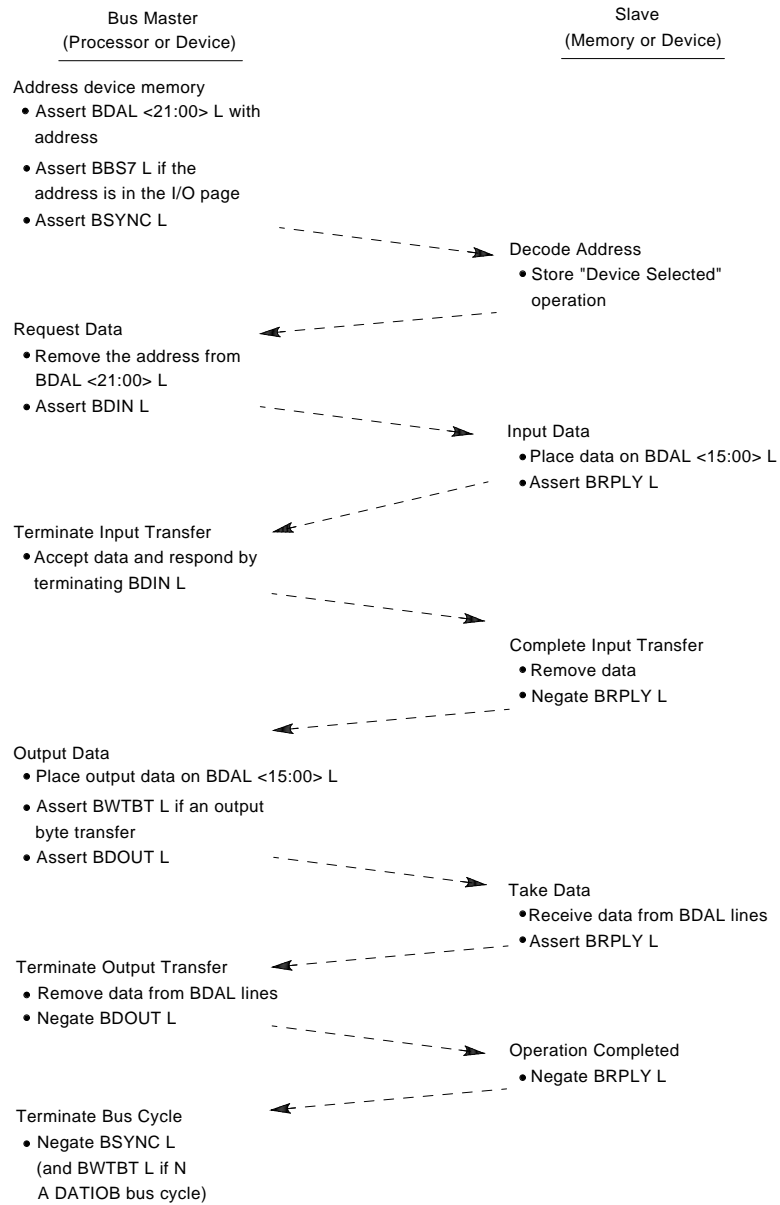 Bus Master
(Processor or Device)
Slave
(Memory or Device)
Address device memory
• Assert BDAL <21:00> L with
address
• Assert BBS7 L if the
address is in the I/O page
• Assert BSYNC L
Decode Address
• Store "Device Selected"
operation
Request Data
• Remove the address from
BDAL <21:00> L
• Assert BDIN L
Input Data
• Place data on BDAL <15:00> L
• Assert BRPLY L
Terminate Input Transfer
• Accept data and respond by
terminating BDIN L
Complete Input Transfer
• Remove data
• Negate BRPLY L
Output Data
• Place output data on BDAL <15:00> L
• Assert BWTBT L if an output
byte transfer
• Assert BDOUT L
Take Data
• Receive data from BDAL lines
• Assert BRPLY L
Terminate Output Transfer
• Remove data from BDAL lines
• Negate BDOUT L
Operation Completed
• Negate BRPLY L
Terminate Bus Cycle
• Negate BSYNC L
(and BWTBT L if N
A DATIOB bus cycle)